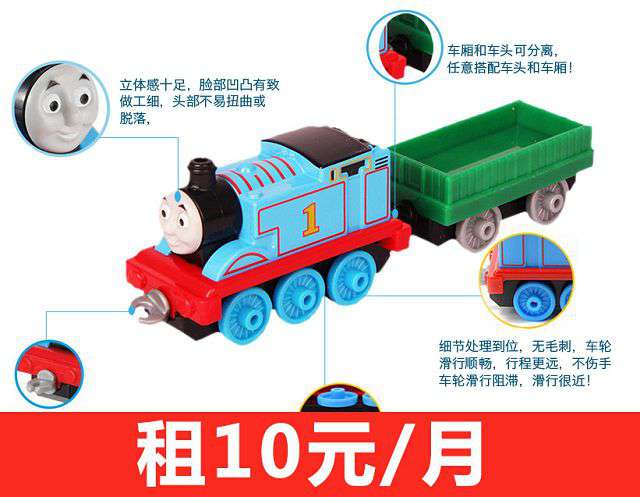 立体感十足，脸部凹凸有致
做工细，头部不易扭曲或
脱落，
车厢和车头可分离，
任意搭配车头和车厢！
1
细节处理到位，无毛刺，车轮
滑行顺畅，行程更远，不伤手
车轮滑行阻滞，滑行很近！
租10元/月